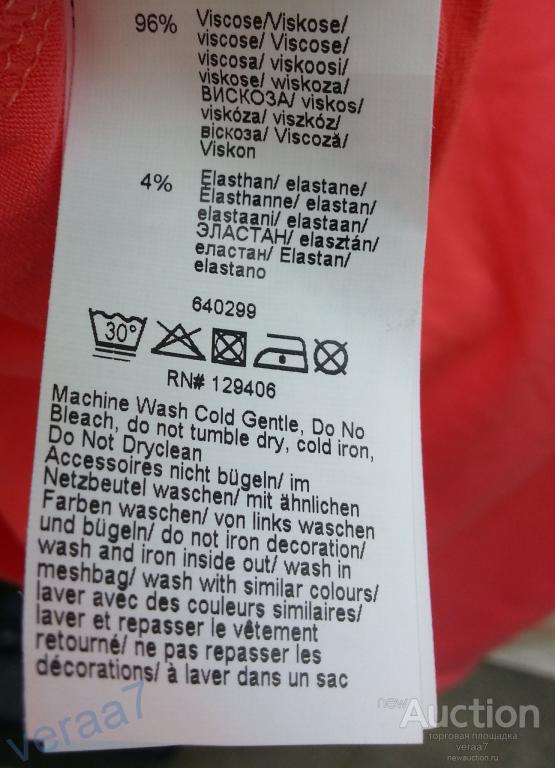 96% Viscose/Viskose/
viscose/ Viscose/
viscosa/ viskoosi/
viskose/ wiskoza/
ВИСКОЗА/ viskos/
viskóza/ viszkóz/
віскоза/ Viscoză/
Viskon
4% Elasthan/ elastane/
Elasthanne/ elastan/
elastaani/ elastaan/
ЭЛАСТАН/ elasztán/
еластан/ Elastan/
elastano
640299
30°
RN# 129406
Machine Wash Cold Gentle, Do No
Bleach, do not tumble dry, cold iron,
Do Not Dryclean
Accessoires nicht bügeln/ im
Netzbeutel waschen/ mit ähnlichen
Farben waschen/ von links waschen
und bügeln/ do not iron decoration/
wash and iron inside out/ wash in
meshbag/ wash with similar colours/
laver avec des couleurs similaires/
laver et repasser le vêtement
retourné/ ne pas repasser les
décorations/ à laver dans un sac
veraa7
newAuction
торговая площадка
veraa7
newauction.ru